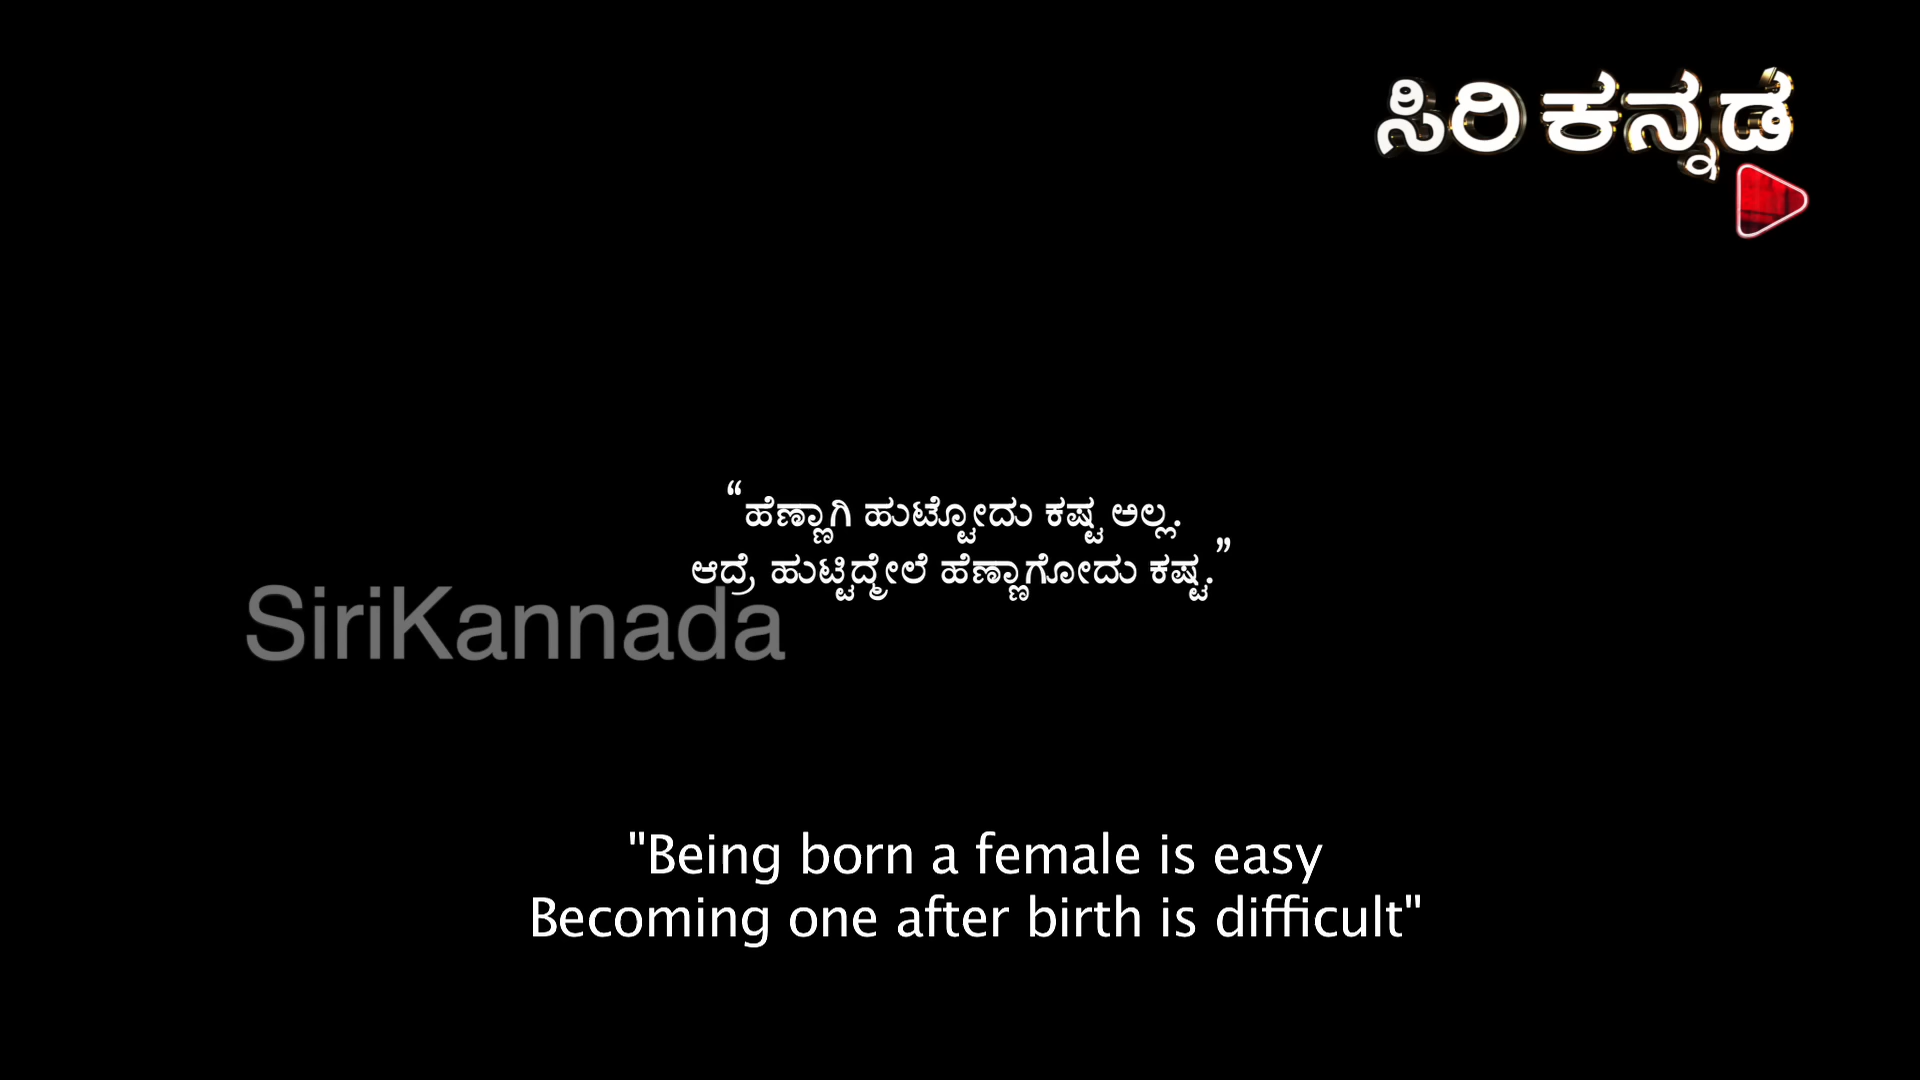 ಸಿರಿ ಕನ್ನಡ
“ಹೆಣ್ಣಾಗಿ ಹುಟ್ಟೋದು ಕಷ್ಟ ಅಲ್ಲ.
ಆದ್ರೆ ಹುಟ್ಟಿದ್ಮೇಲೆ ಹೆಣ್ಣಾಗೋದು ಕಷ್ಟ.”
SiriKannada
"Being born a female is easy
Becoming one after birth is difficult"